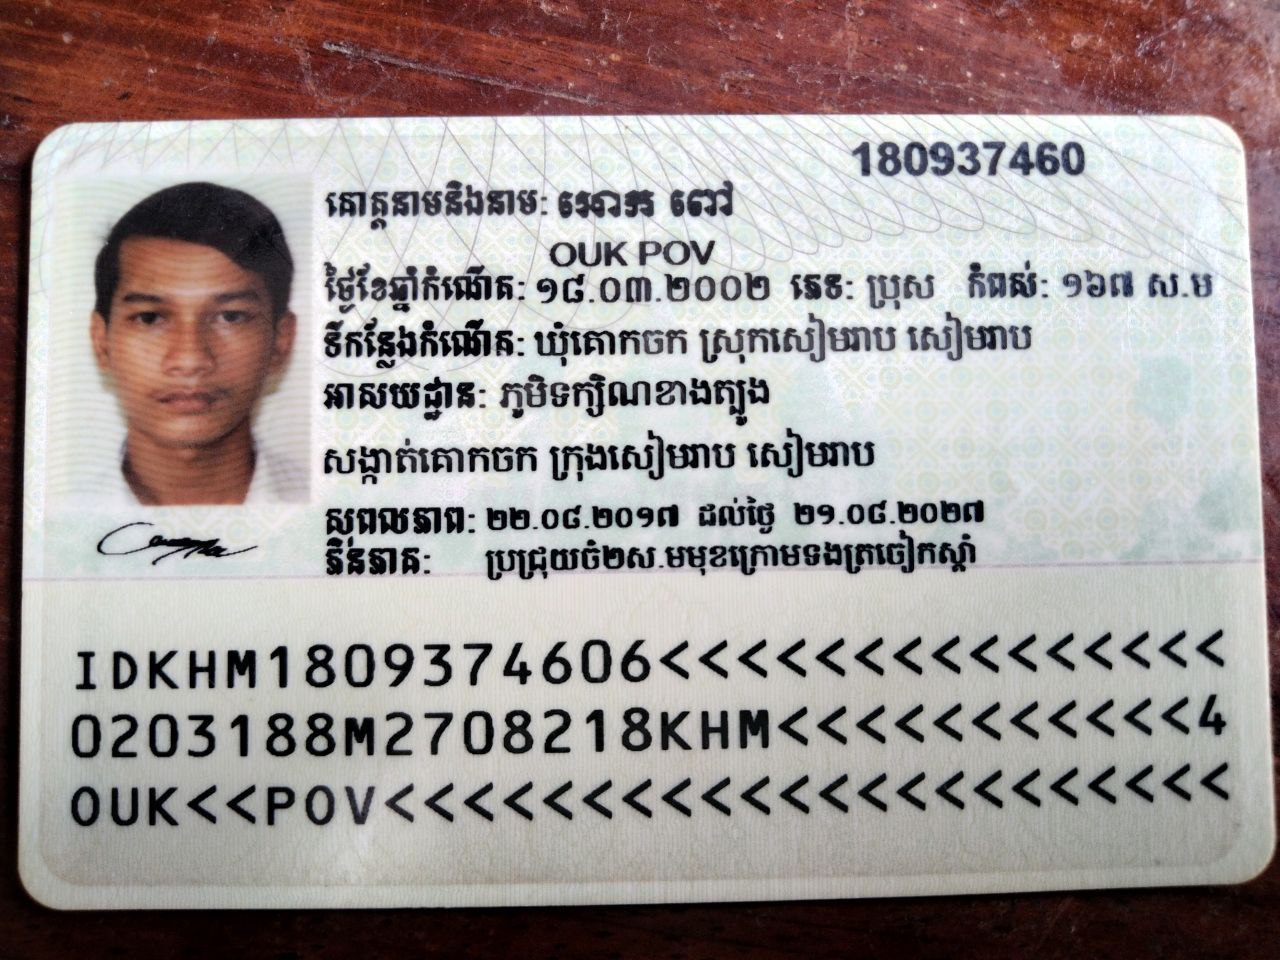 180937460
គោត្តនាមនិងនាម: អោក ពៅ
OUK POV
ថ្ងៃខែឆ្នាំកំណើត: ១៨.០៣.២០០២ ភេទ: ប្រុស កំពស់: ១៦៧ ស.ម
ទីកន្លែងកំណើត: ឃុំគោកចក ស្រុកសៀមរាប សៀមរាប
អាសយដ្ឋាន: ភូមិទក្សិណខាងត្បូង
សង្កាត់គោកចក ក្រុងសៀមរាប សៀមរាប
សុពលភាព: ២២.០៨.២០១៧ ដល់ថ្ងៃ ២១.០៨.២០២៧
ភិនភាគ: ប្រជ្រុយចំ២ស.មមុខក្រោមទងត្រចៀកស្តាំ
IDKHM1809374606<<<<<<<<<<<<<<<
0203188M2708218KHM<<<<<<<<<<<4
OUK<<POV<<<<<<<<<<<<<<<<<<<<<<